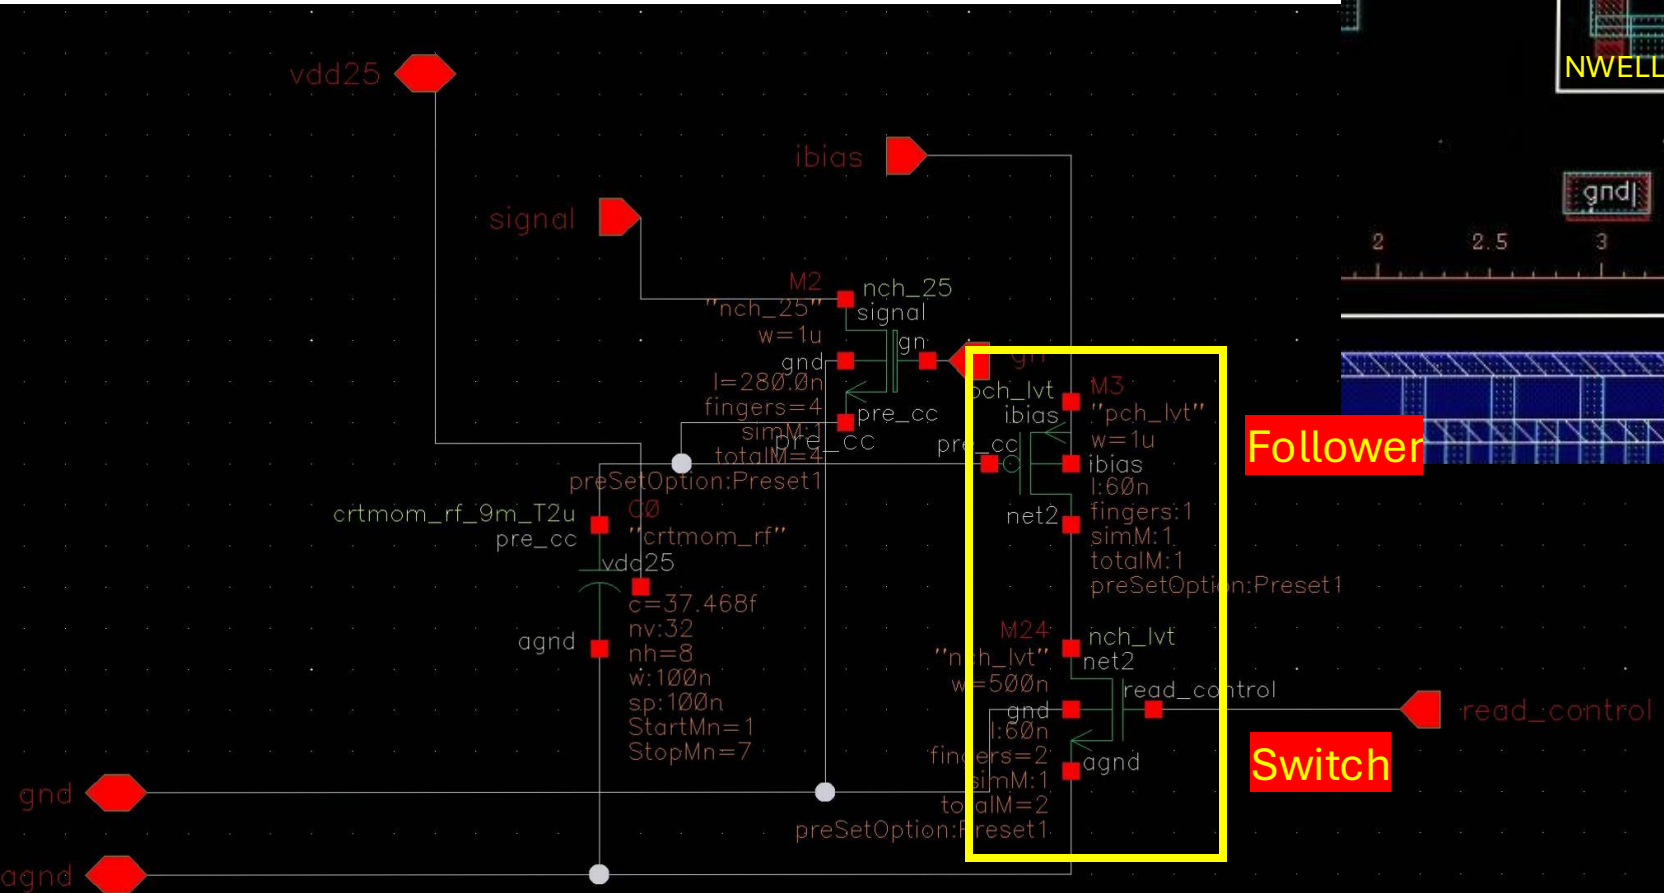 vdd25
NWELL
ibias
gnd
signal
2 2.5 3
M2
nch_25
"nch_25"
signal
w=1u
gn
gnd
gn
l=280.0n
pch_lvt
M3
fingers=4
pre_cc
ibias
"pch_lvt"
simM:1
pre_cc
pre_cc
w=1u
Follower
totalM=4
ibias
preSetOption:Preset1
l:60n
crtmom_rf_9m_T2u
C0
net2
fingers:1
pre_cc
"crtmom_rf"
simM:1
vdd25
totalM:1
preSetOption:Preset1
c=37.468f
nv:32
M24
nch_lvt
agnd
nh=8
"nch_lvt"
net2
w:100n
w=500n
read_control
sp:100n
gnd
read_control
StartMn=1
l:60n
StopMn=7
fingers=2
agnd
Switch
simM:1
gnd
totalM=2
preSetOption:Preset1
agnd